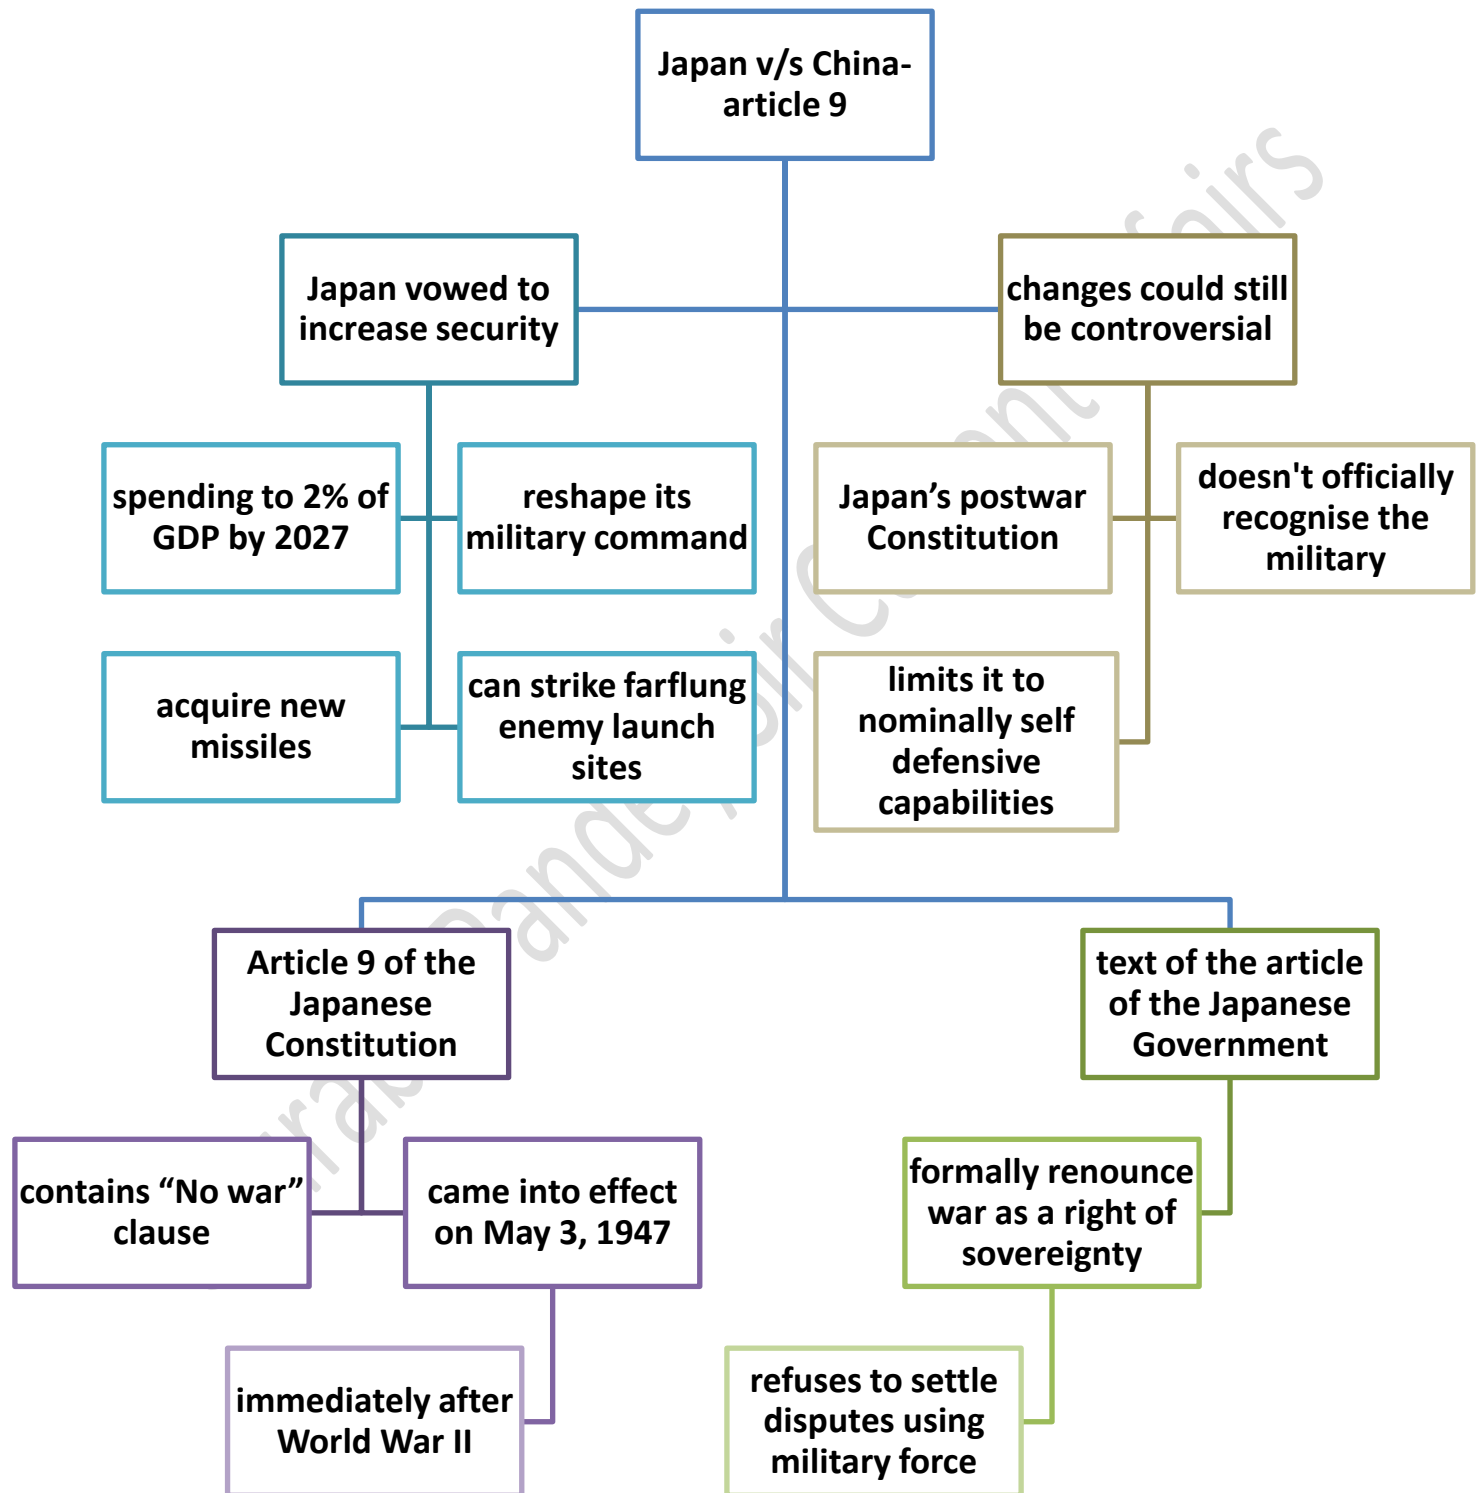 Japan v/s China-
article 9
Japan vowed to
increase security
changes could still
be controversial
spending to 2% of
GDP by 2027
reshape its
military command
Japan’s postwar
Constitution
doesn't officially
recognise the
military
acquire new
missiles
can strike farflung
enemy launch
sites
limits it to
nominally self
defensive
capabilities
Article 9 of the
Japanese
Constitution
text of the article
of the Japanese
Government
contains “No war”
clause
came into effect
on May 3, 1947
formally renounce
war as a right of
sovereignty
immediately after
World War II
refuses to settle
disputes using
military force